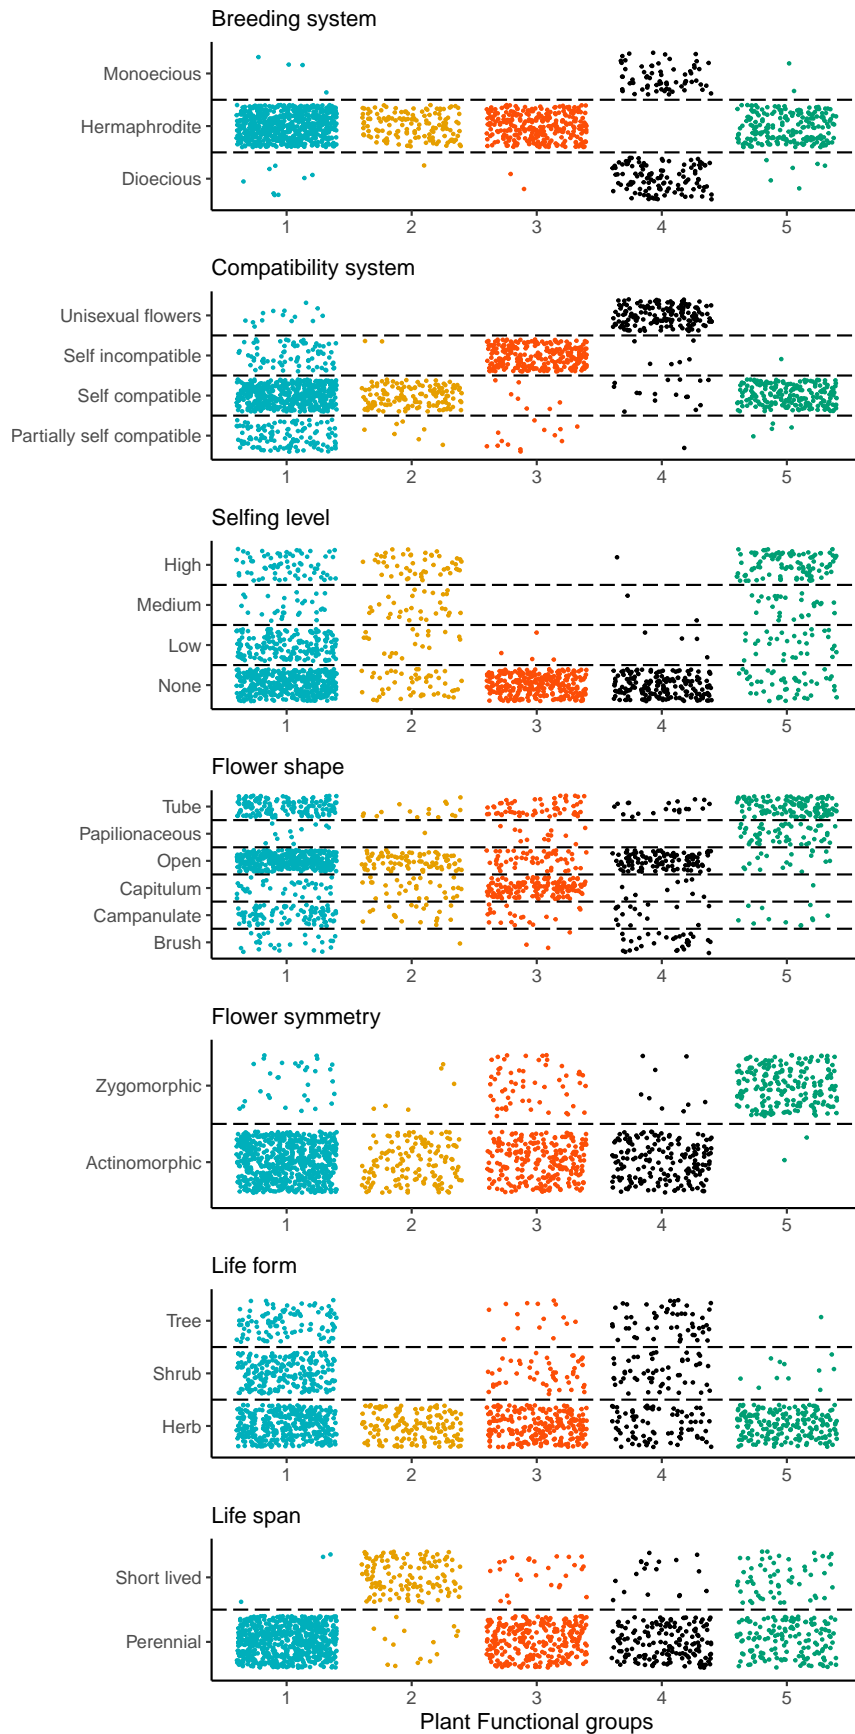 Breeding system
Monoecious
Hermaphrodite
Dioecious
1 2 3 4 5
Compatibility system
Unisexual flowers
Self incompatible
Self compatible
Partially self compatible
1 2 3 4 5
Selfing level
High
Medium
Low
None
1 2 3 4 5
Flower shape
Tube
Papilionaceous
Open
Capitulum
Campanulate
Brush
1 2 3 4 5
Flower symmetry
Zygomorphic
Actinomorphic
1 2 3 4 5
Life form
Tree
Shrub
Herb
1 2 3 4 5
Life span
Short lived
Perennial
1 2 3 4 5
Plant Functional groups